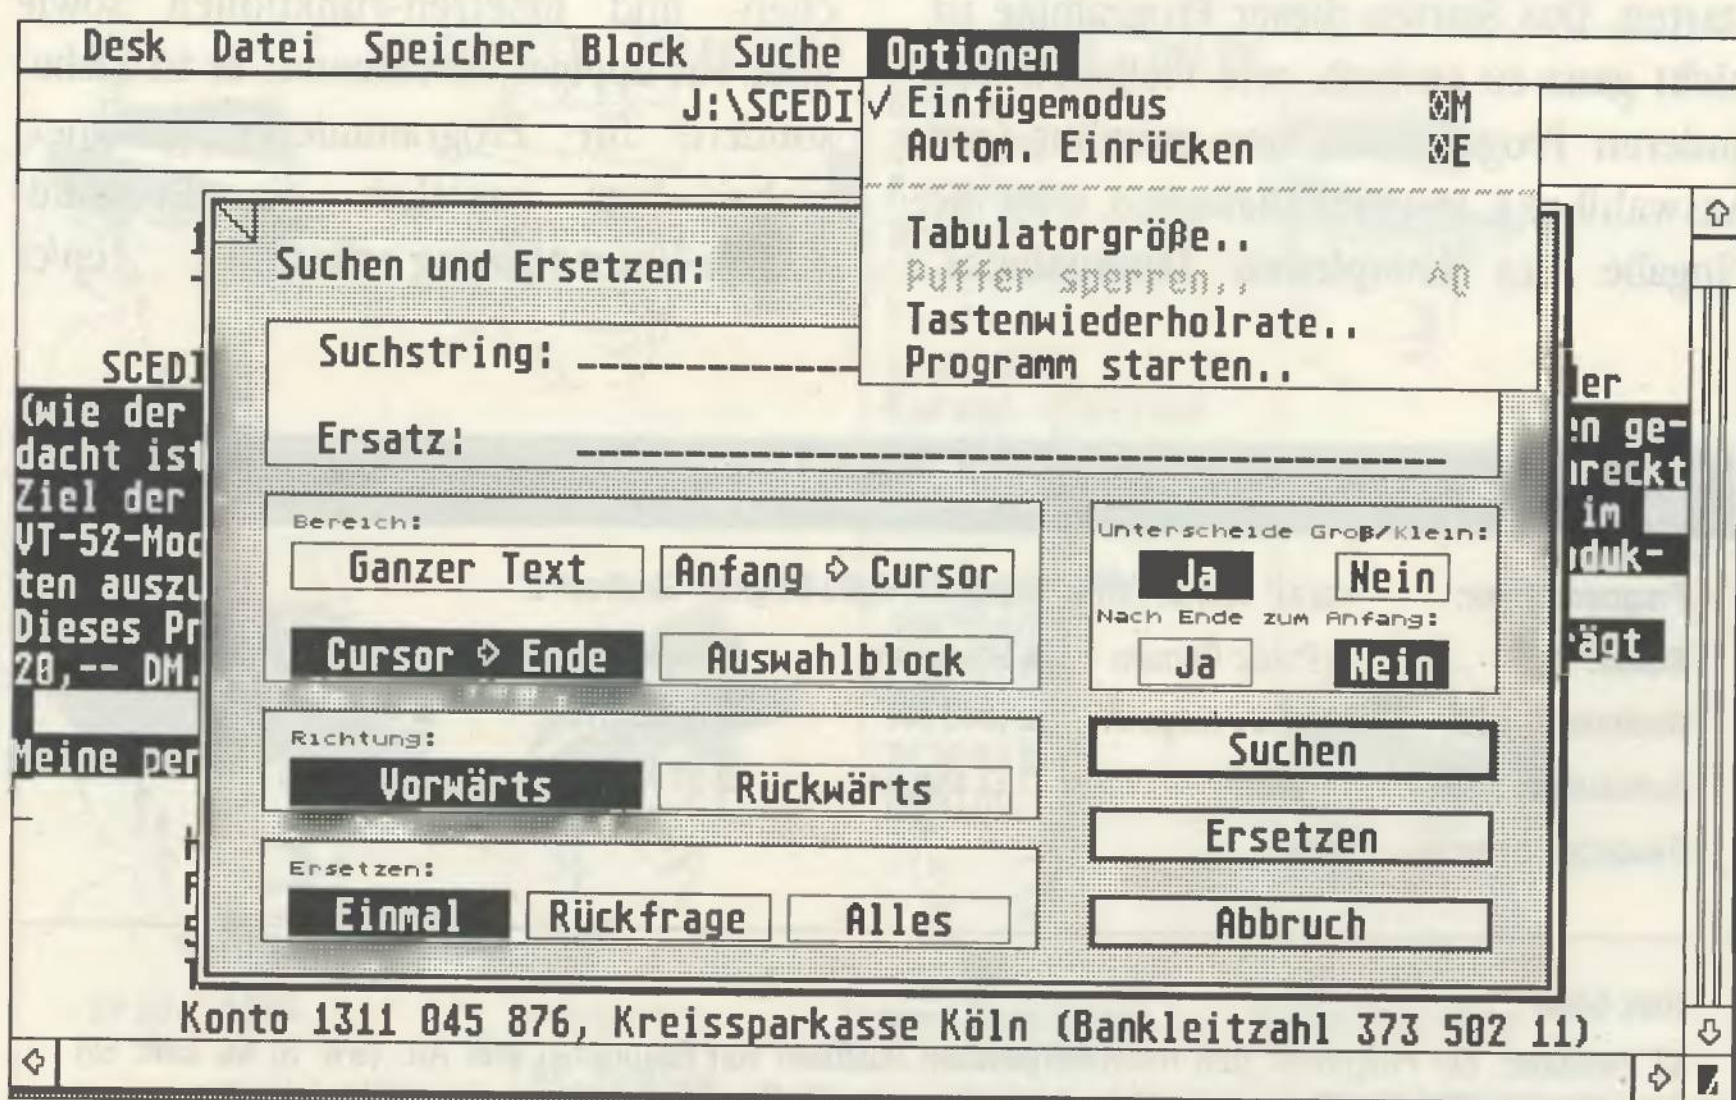 Desk Datei Speicher Block Suche Optionen
J:\SCEDI
✓ Einfügemodus M
Autom. Einrücken E
Tabulatorgröße..
Puffer sperren.. ^Q
Tastenwiederholrate..
Programm starten..
Suchen und Ersetzen:
Suchstring:
Ersatz:
Bereich:
Ganzer Text
Anfang ⇨ Cursor
Cursor ⇨ Ende
Auswahlblock
Unterscheide Groß/Klein:
Ja Nein
Nach Ende zum Anfang:
Ja Nein
Richtung:
Vorwärts Rückwärts
Ersetzen:
Einmal Rückfrage Alles
Suchen
Ersetzen
Abbruch
SCEDI
er
(wie der
en ge-
dacht ist
reckt
Ziel der
im
VT-52-Moc
duk-
ten auszu
Dieses Pr
ägt
20,-- DM.
Meine per
Konto 1311 045 876, Kreissparkasse Köln (Bankleitzahl 373 502 11)